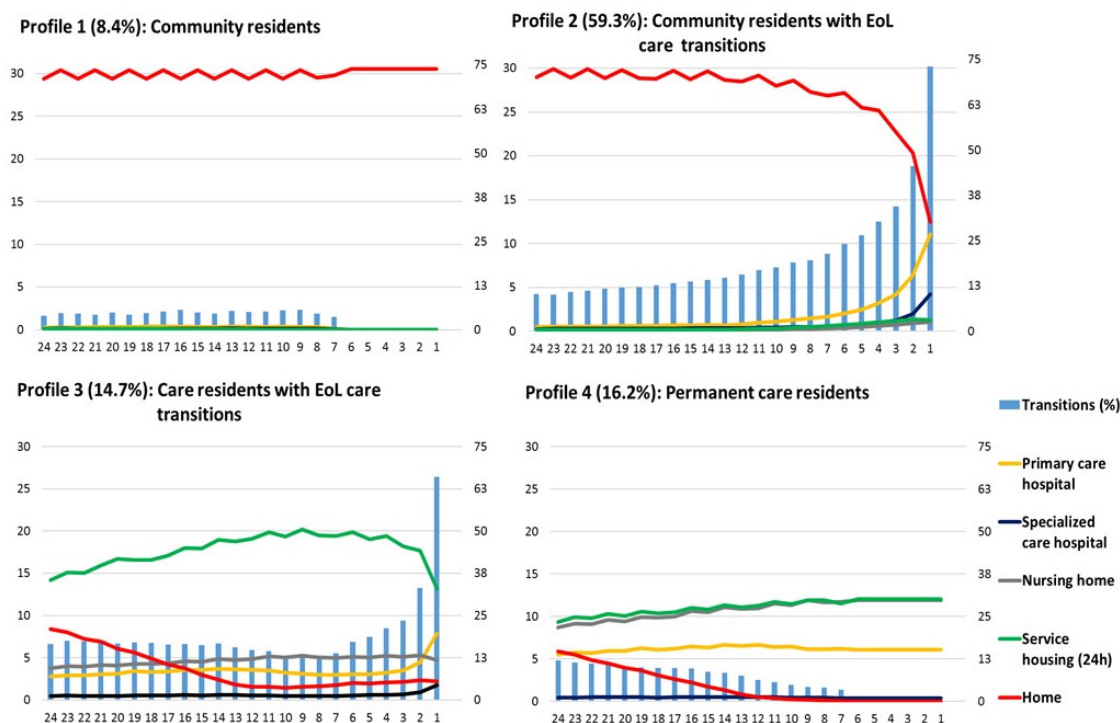 Profile 1 (8.4%): Community residents
30
25
20
15
10
5
0
75
63
50
38
25
13
0
24 23 22 21 20 19 18 17 16 15 14 13 12 11 10 9 8 7 6 5 4 3 2 1
Profile 2 (59.3%): Community residents with EoL
care transitions
30
25
20
15
10
5
0
75
63
50
38
25
13
0
24 23 22 21 20 19 18 17 16 15 14 13 12 11 10 9 8 7 6 5 4 3 2 1
Profile 3 (14.7%): Care residents with EoL care
transitions
30
25
20
15
10
5
0
75
63
50
38
25
13
0
24 23 22 21 20 19 18 17 16 15 14 13 12 11 10 9 8 7 6 5 4 3 2 1
Profile 4 (16.2%): Permanent care residents
30
25
20
15
10
5
0
75
63
50
38
25
13
0
24 23 22 21 20 19 18 17 16 15 14 13 12 11 10 9 8 7 6 5 4 3 2 1
Transitions (%)
Primary care
hospital
Specialized
care hospital
Nursing home
Service
housing (24h)
Home